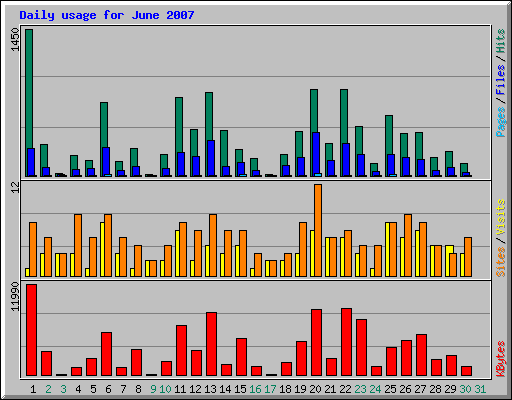 Daily usage for June 2007
1450
Pages / Files / Hits
12
Sites / Visits
11990
KBytes
1 2 3 4 5 6 7 8 9 10 11 12 13 14 15 16 17 18 19 20 21 22 23 24 25 26 27 28 29 30 31